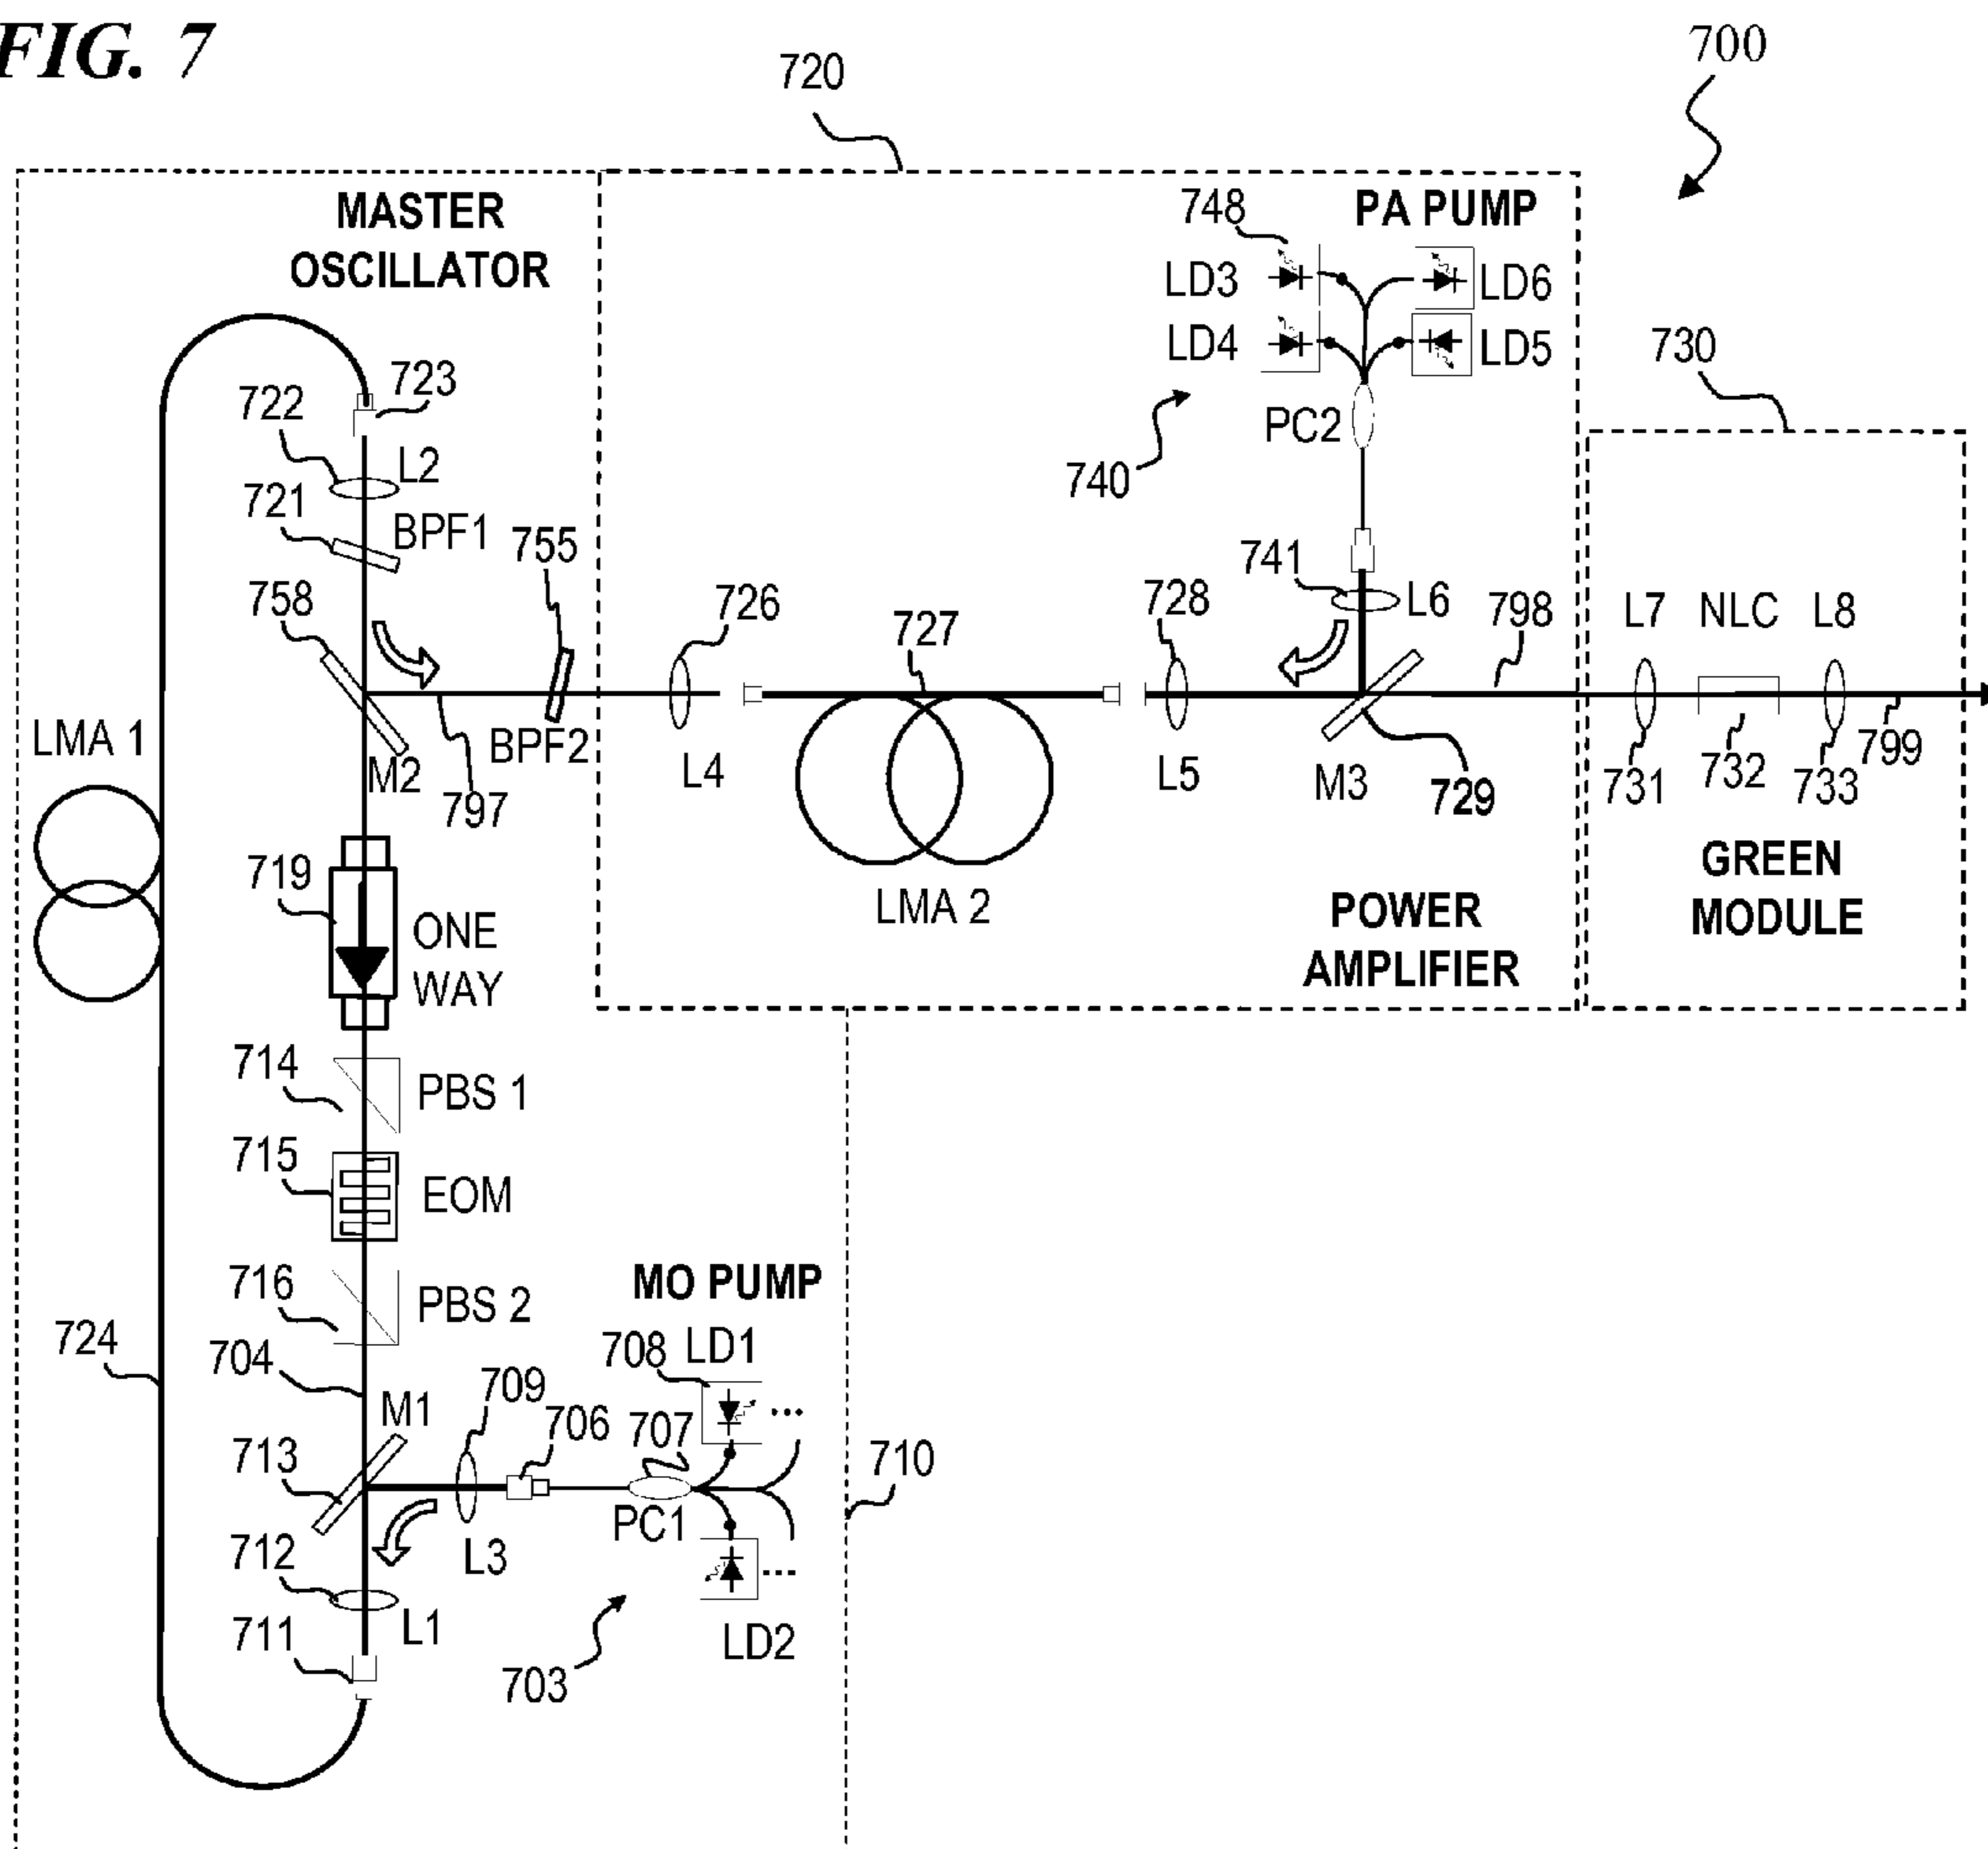 FIG. 7
700
720
MASTER
OSCILLATOR
748
PA PUMP
LD3
LD6
LD4
LD5
730
723
722
L2
PC2
740
721
BPF1
755
741
L6
758
726
728
798
L7
NLC
L8
727
LMA 1
M2
BPF2
L4
L5
M3
729
731
732
733
799
797
719
ONE
WAY
LMA 2
POWER
AMPLIFIER
GREEN
MODULE
714
PBS 1
715
EOM
716
PBS 2
MO PUMP
724
704
708
LD1
M1
709
706
707
...
713
710
PC1
712
L3
...
711
L1
LD2
703